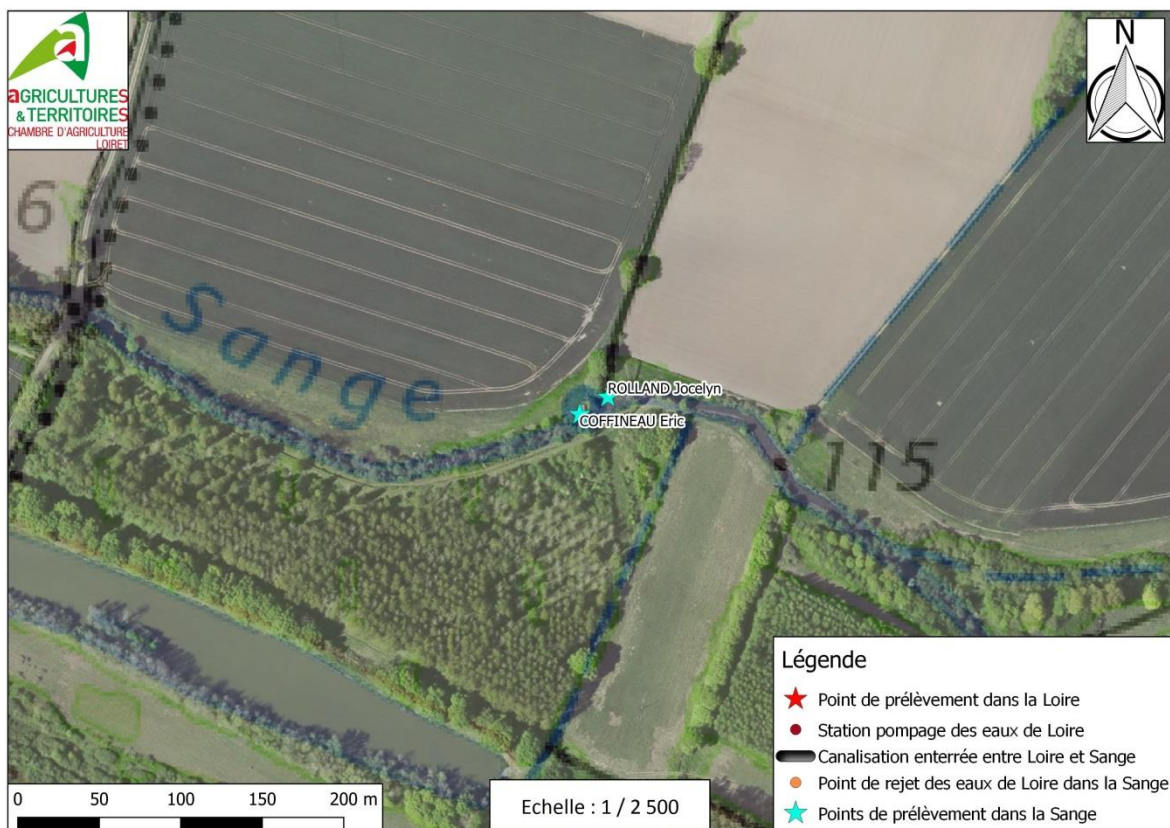 aGRICULTURES
& TERRITOIRES
CHAMBRE D'AGRICULTURE
LOIRET
N
6
Sange
ROLLAND Jocelyn
COFFINEAU Eric
115
Légende
Point de prélèvement dans la Loire
Station pompage des eaux de Loire
Canalisation enterrée entre Loire et Sange
Point de rejet des eaux de Loire dans la Sange
Points de prélèvement dans la Sange
0 50 100 150 200 m
Echelle : 1 / 2 500